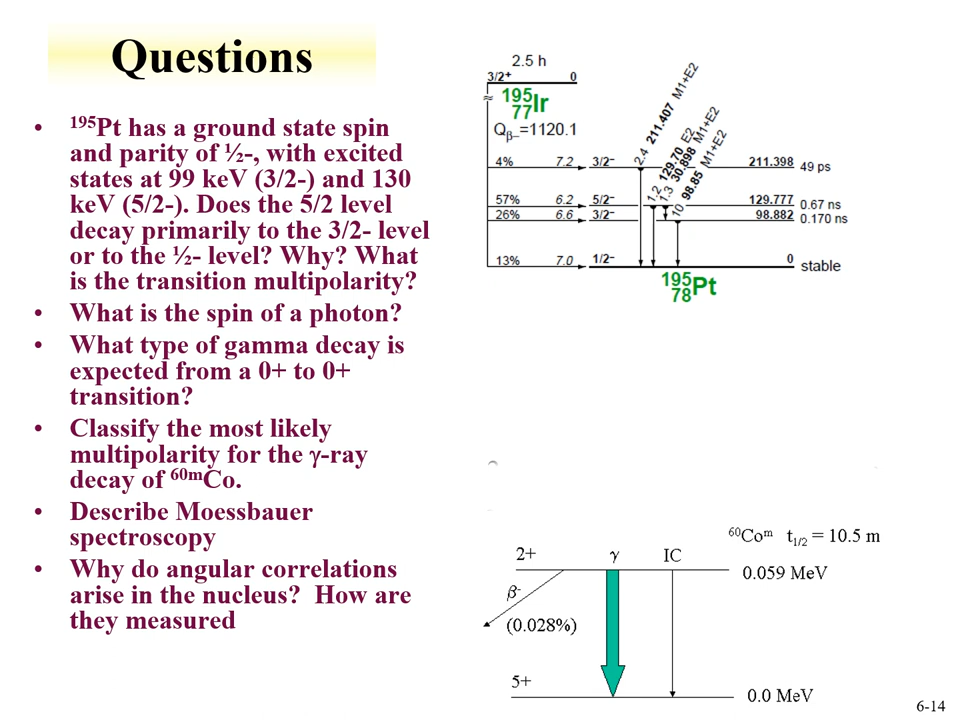 Questions
• ¹⁹⁵Pt has a ground state spin
and parity of ½-, with excited
states at 99 keV (3/2-) and 130
keV (5/2-). Does the 5/2 level
decay primarily to the 3/2- level
or to the ½- level? Why? What
is the transition multipolarity?
• What is the spin of a photon?
• What type of gamma decay is
expected from a 0+ to 0+
transition?
• Classify the most likely
multipolarity for the γ-ray
decay of ⁶⁰ᵐCo.
• Describe Moessbauer
spectroscopy
• Why do angular correlations
arise in the nucleus? How are
they measured
2.5 h
3/2⁺ 0
≈
¹⁹⁵₇₇Ir
Qβ₋=1120.1
2.4 211.407 M1+E2
1.2 129.70 E2
1.3 30.898 M1+E2
10 98.85 M1+E2
4% 7.2 3/2⁻ 211.398 49 ps
57% 6.2 5/2⁻ 129.777 0.67 ns
26% 6.6 3/2⁻ 98.882 0.170 ns
13% 7.0 1/2⁻ 0 stable
¹⁹⁵₇₈Pt
⁶⁰Coᵐ t₁/₂ = 10.5 m
2+ γ IC
0.059 MeV
β⁻
(0.028%)
5+
0.0 MeV
6-14